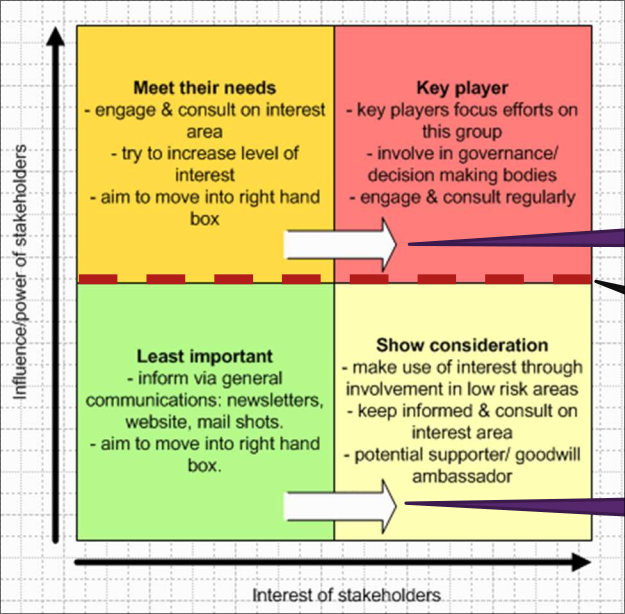 Meet their needs
- engage & consult on interest
area
- try to increase level of
interest
- aim to move into right hand
box
Key player
- key players focus efforts on
this group
- involve in governance/
decision making bodies
- engage & consult regularly
Least important
- inform via general
communications: newsletters,
website, mail shots.
- aim to move into right hand
box.
Show consideration
- make use of interest through
involvement in low risk areas
- keep informed & consult on
interest area
- potential supporter/ goodwill
ambassador
Influence/power of stakeholders
Interest of stakeholders